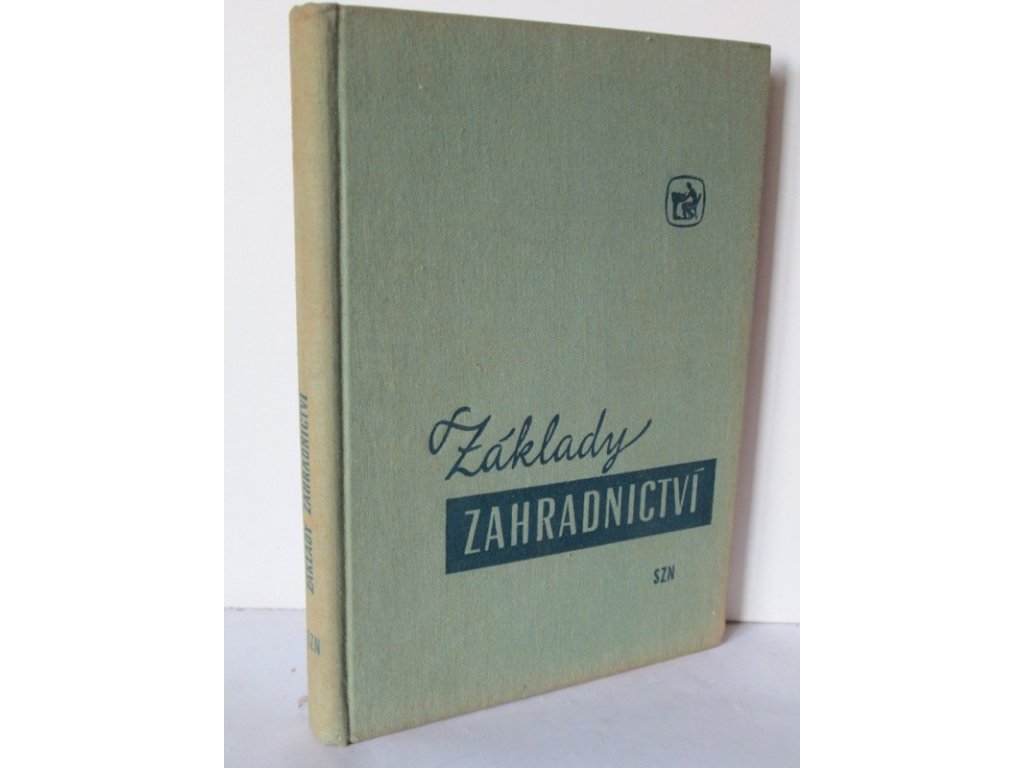 Základy
ZAHRADNICTVÍ
SZN
ZÁKLADY ZAHRADNICTVÍ
SZN